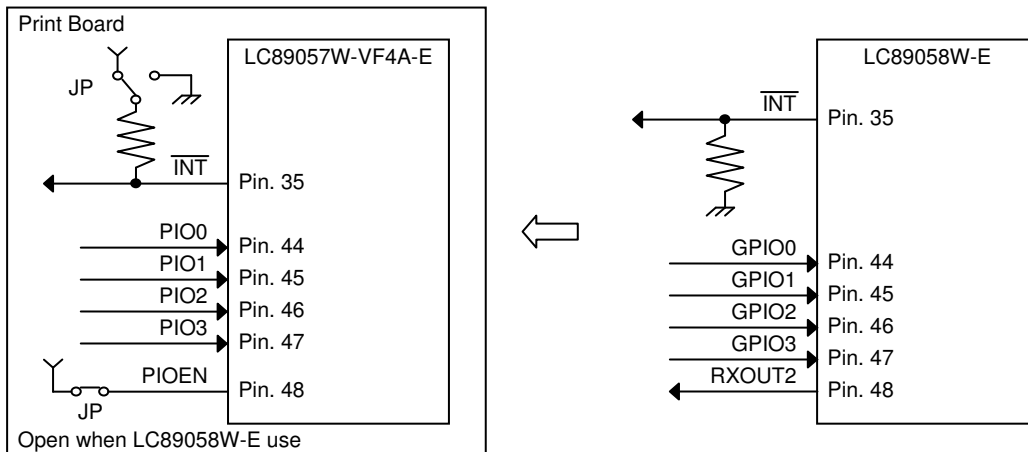 Print Board
LC89057W-VF4A-E
JP
INT
Pin. 35
PIO0
Pin. 44
PIO1
Pin. 45
PIO2
Pin. 46
PIO3
Pin. 47
PIOEN
Pin. 48
JP
Open when LC89058W-E use
LC89058W-E
INT
Pin. 35
GPIO0
Pin. 44
GPIO1
Pin. 45
GPIO2
Pin. 46
GPIO3
Pin. 47
RXOUT2
Pin. 48